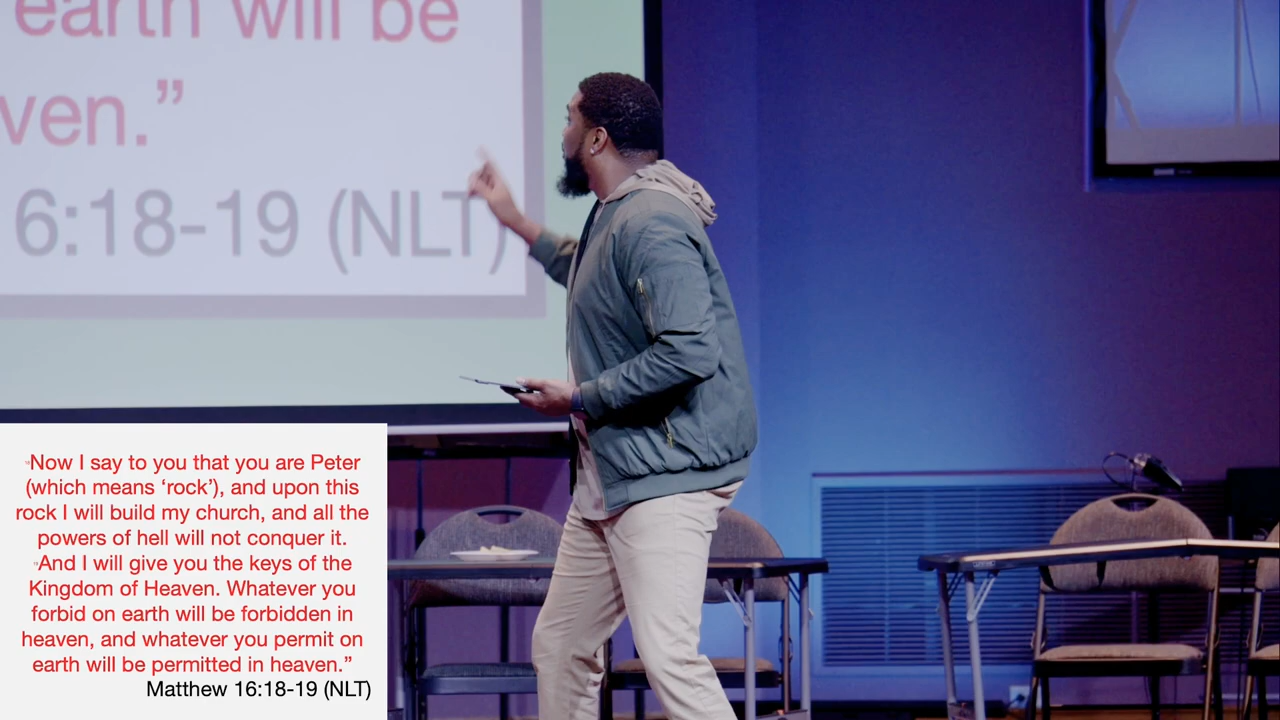 earth will be
ven.”
6:18-19 (NLT)
“Now I say to you that you are Peter
(which means ‘rock’), and upon this
rock I will build my church, and all the
powers of hell will not conquer it.
And I will give you the keys of the
Kingdom of Heaven. Whatever you
forbid on earth will be forbidden in
heaven, and whatever you permit on
earth will be permitted in heaven.”
Matthew 16:18-19 (NLT)